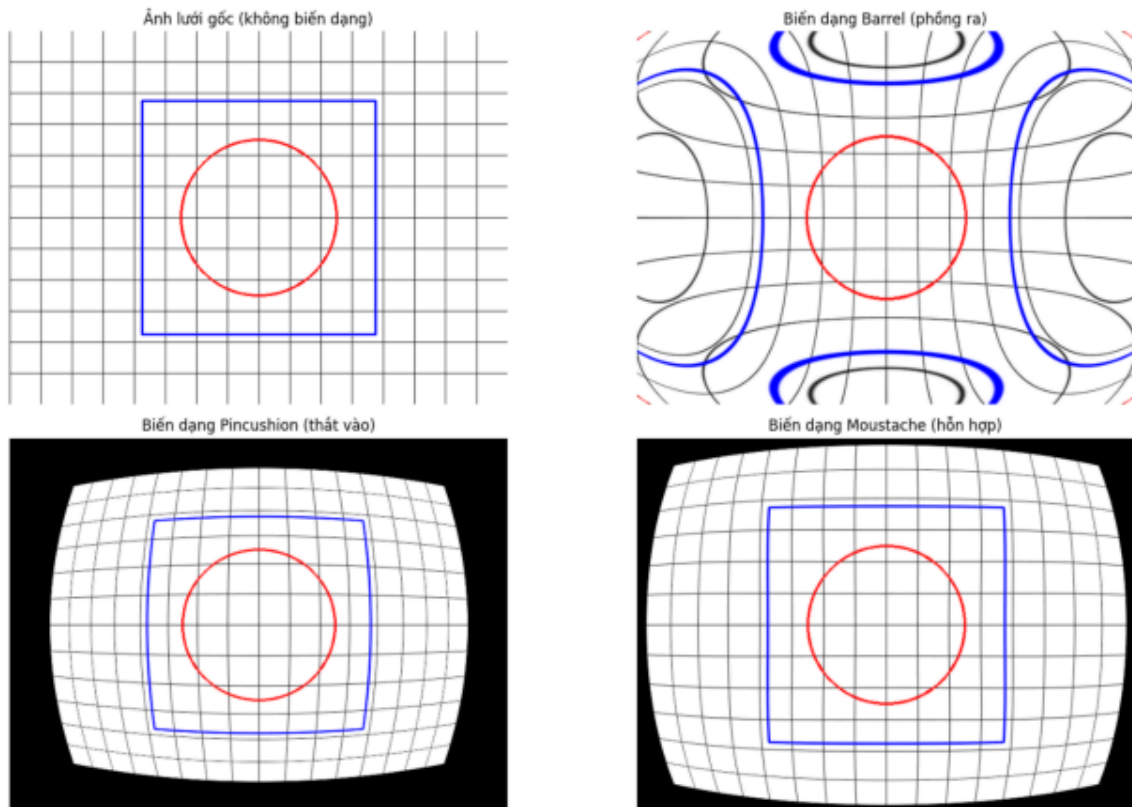 Ảnh lưới gốc (không biến dạng)
Biến dạng Barrel (phồng ra)
Biến dạng Pincushion (thắt vào)
Biến dạng Moustache (hỗn hợp)